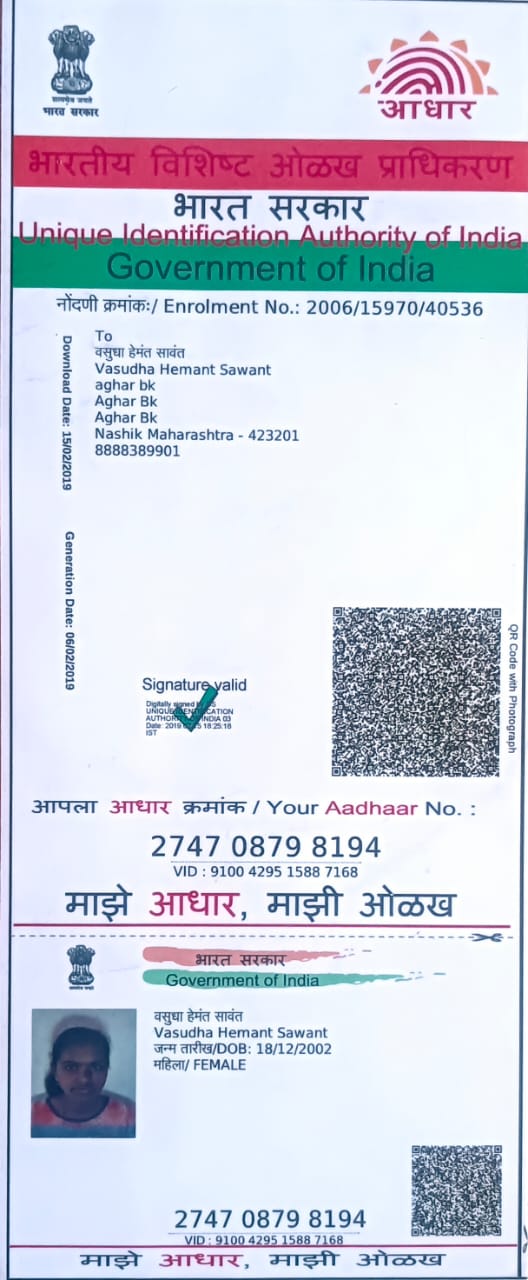 सत्यमेव जयते
भारत सरकार
आधार
भारतीय विशिष्ट ओळख प्राधिकरण
भारत सरकार
Unique Identification Authority of India
Government of India
नोंदणी क्रमांकः/ Enrolment No.: 2006/15970/40536
To
वसुधा हेमंत सावंत
Vasudha Hemant Sawant
aghar bk
Aghar Bk
Aghar Bk
Nashik Maharashtra - 423201
8888389901
Download Date: 15/02/2019
Generation Date: 06/02/2019
QR Code with Photograph
Signature valid
Digitally signed by
UNIQUE IDENTIFICATION
AUTHORITY OF INDIA 03
Date: 2019 18:25:18
IST
आपला आधार क्रमांक / Your Aadhaar No. :
2747 0879 8194
VID : 9100 4295 1588 7168
माझे आधार, माझी ओळख
भारत सरकार
Government of India
वसुधा हेमंत सावंत
Vasudha Hemant Sawant
जन्म तारीख/DOB: 18/12/2002
महिला/ FEMALE
2747 0879 8194
VID : 9100 4295 1588 7168
माझे आधार, माझी ओळख